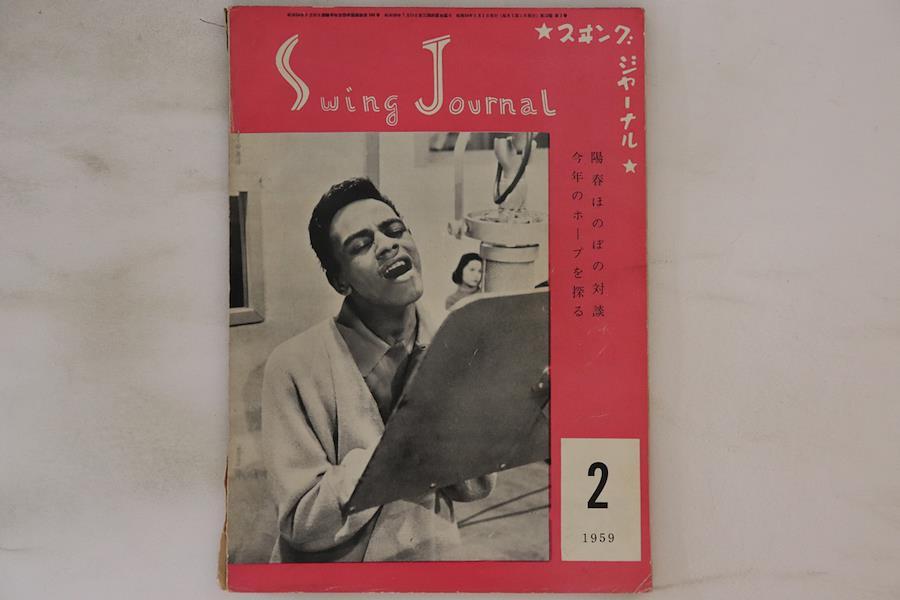 Swing Journal
★スヰング・
ジャーナル★
陽春ほのぼの対談
今年のホープを探る
2
1959